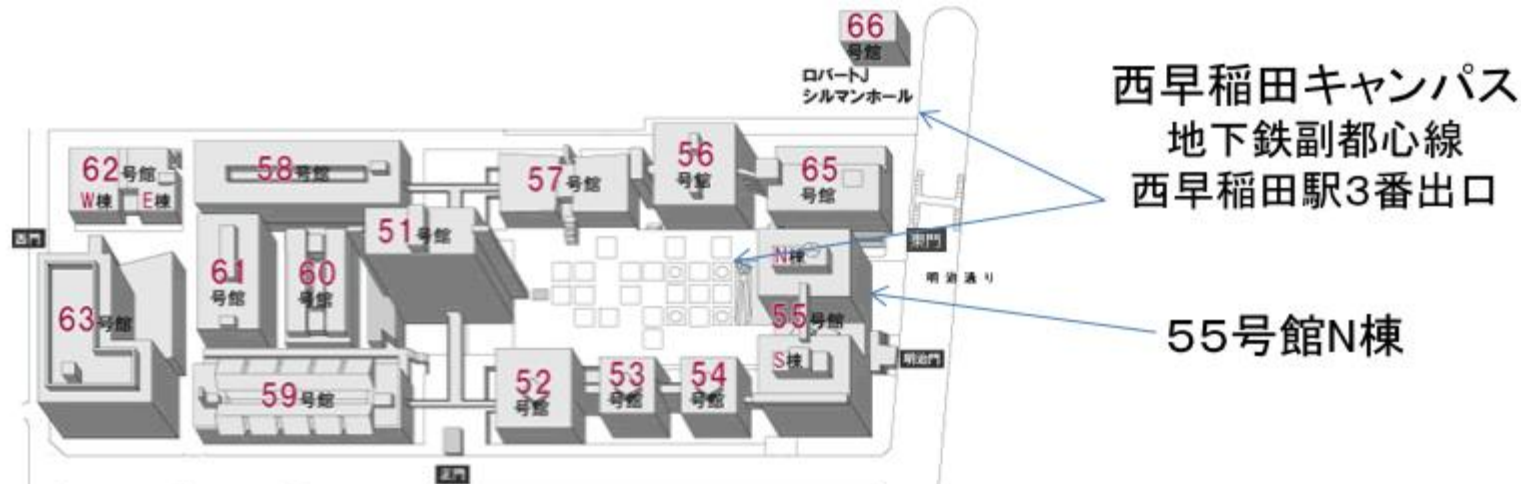 66
号館
ロバートJ
シルマンホール
西早稲田キャンパス
地下鉄副都心線
西早稲田駅3番出口
62号館
W棟 E棟
58号館
57号館
56
号館
65
号館
51号館
西門
東門
N棟
61
号館
60
号館
明治通り
63号館
55号館
55号館N棟
S棟
明治門
59号館
52
号館
53
号館
54
号館
正門